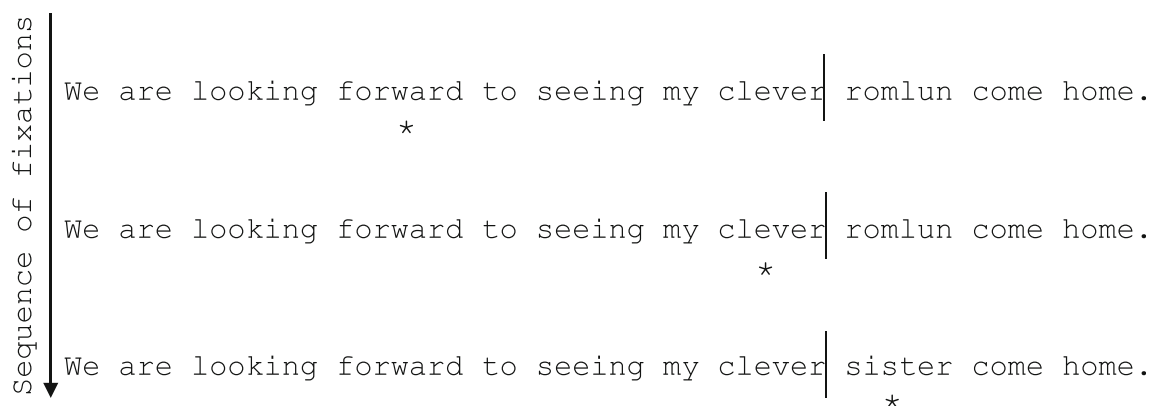 Sequence of fixations
We are looking forward to seeing my clever romlun come home.
*
We are looking forward to seeing my clever romlun come home.
*
We are looking forward to seeing my clever sister come home.
*